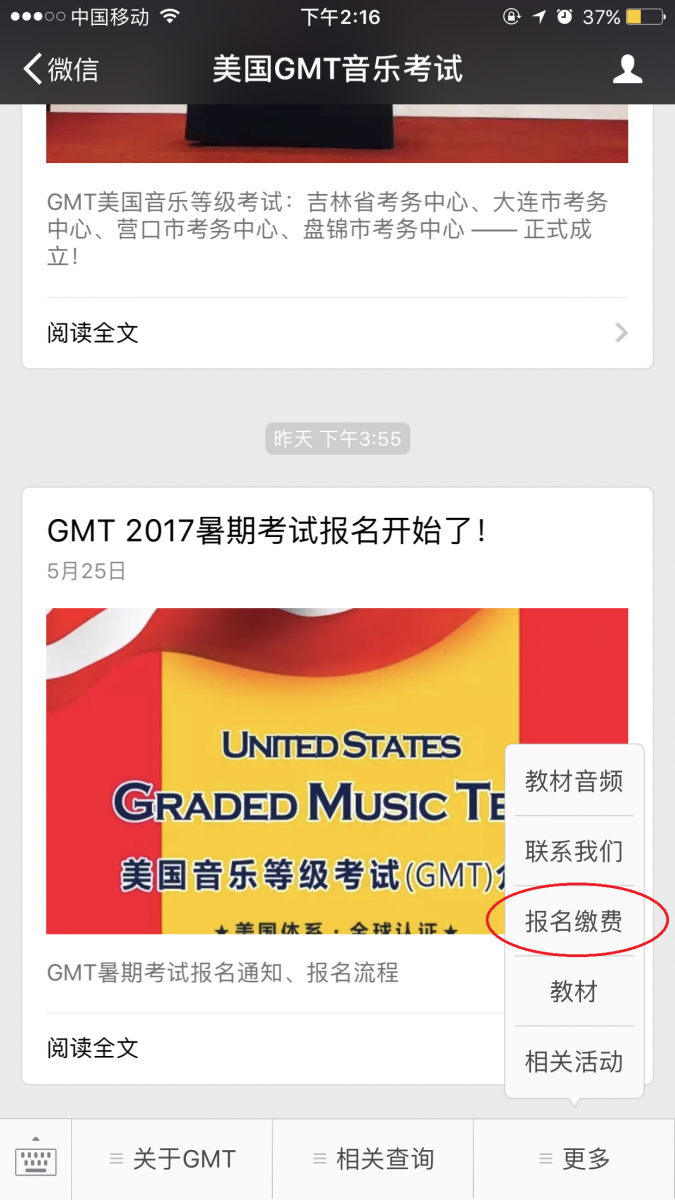 中国移动
下午2:16
37%
微信
美国GMT音乐考试
GMT美国音乐等级考试：吉林省考务中心、大连市考务
中心、营口市考务中心、盘锦市考务中心 —— 正式成
立！
阅读全文
昨天 下午3:55
GMT 2017暑期考试报名开始了！
5月25日
UNITED STATES
GRADED MUSIC TE
美国音乐等级考试(GMT)
★美国体系·全球认证★
GMT暑期考试报名通知、报名流程
阅读全文
教材音频
联系我们
报名缴费
教材
相关活动
关于GMT
相关查询
更多